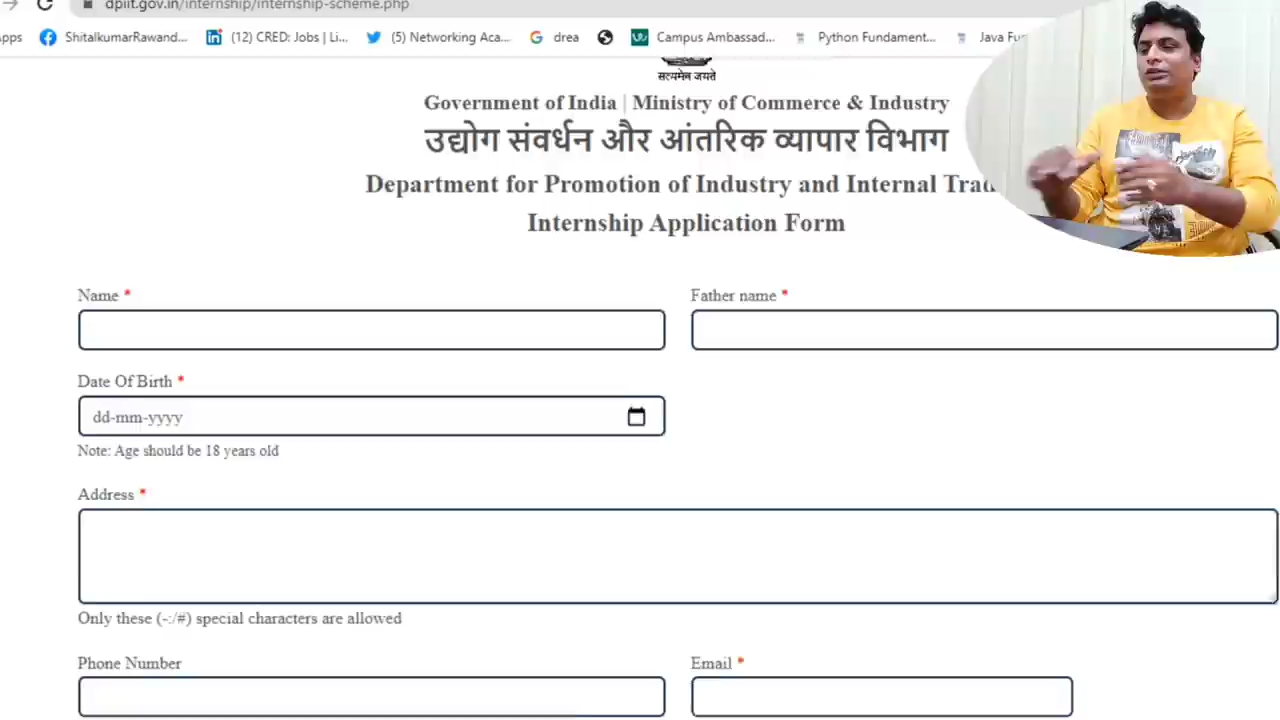 dpiit.gov.in/internship/internship-scheme.php
pps ShitalkumarRawand... (12) CRED: Jobs | Li... (5) Networking Aca... drea Campus Ambassad... Python Fundament... Java Fu
सत्यमेव जयते
Government of India | Ministry of Commerce & Industry
उद्योग संवर्धन और आंतरिक व्यापार विभाग
Department for Promotion of Industry and Internal Trad
Internship Application Form
Name * Father name *
Date Of Birth *
dd-mm-yyyy
Note: Age should be 18 years old
Address *
Only these (-:/#) special characters are allowed
Phone Number Email *